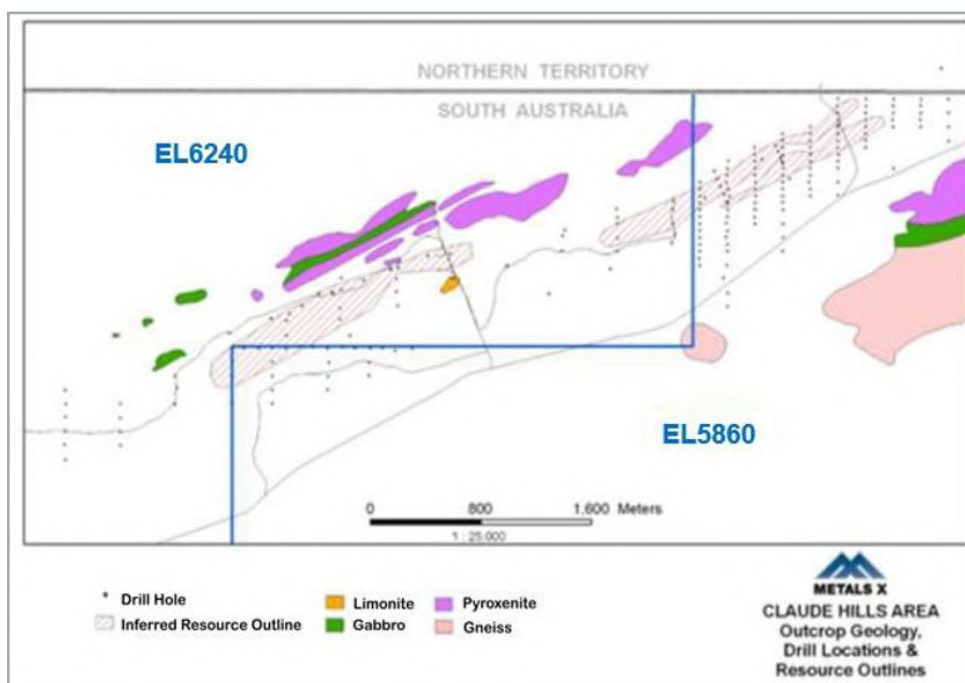 NORTHERN TERRITORY
SOUTH AUSTRALIA
EL6240
EL5860
0 800 1,600 Meters
1 : 25.000
Drill Hole
Inferred Resource Outline
Limonite
Gabbro
Pyroxenite
Gneiss
METALS X
CLAUDE HILLS AREA
Outcrop Geology,
Drill Locations &
Resource Outlines